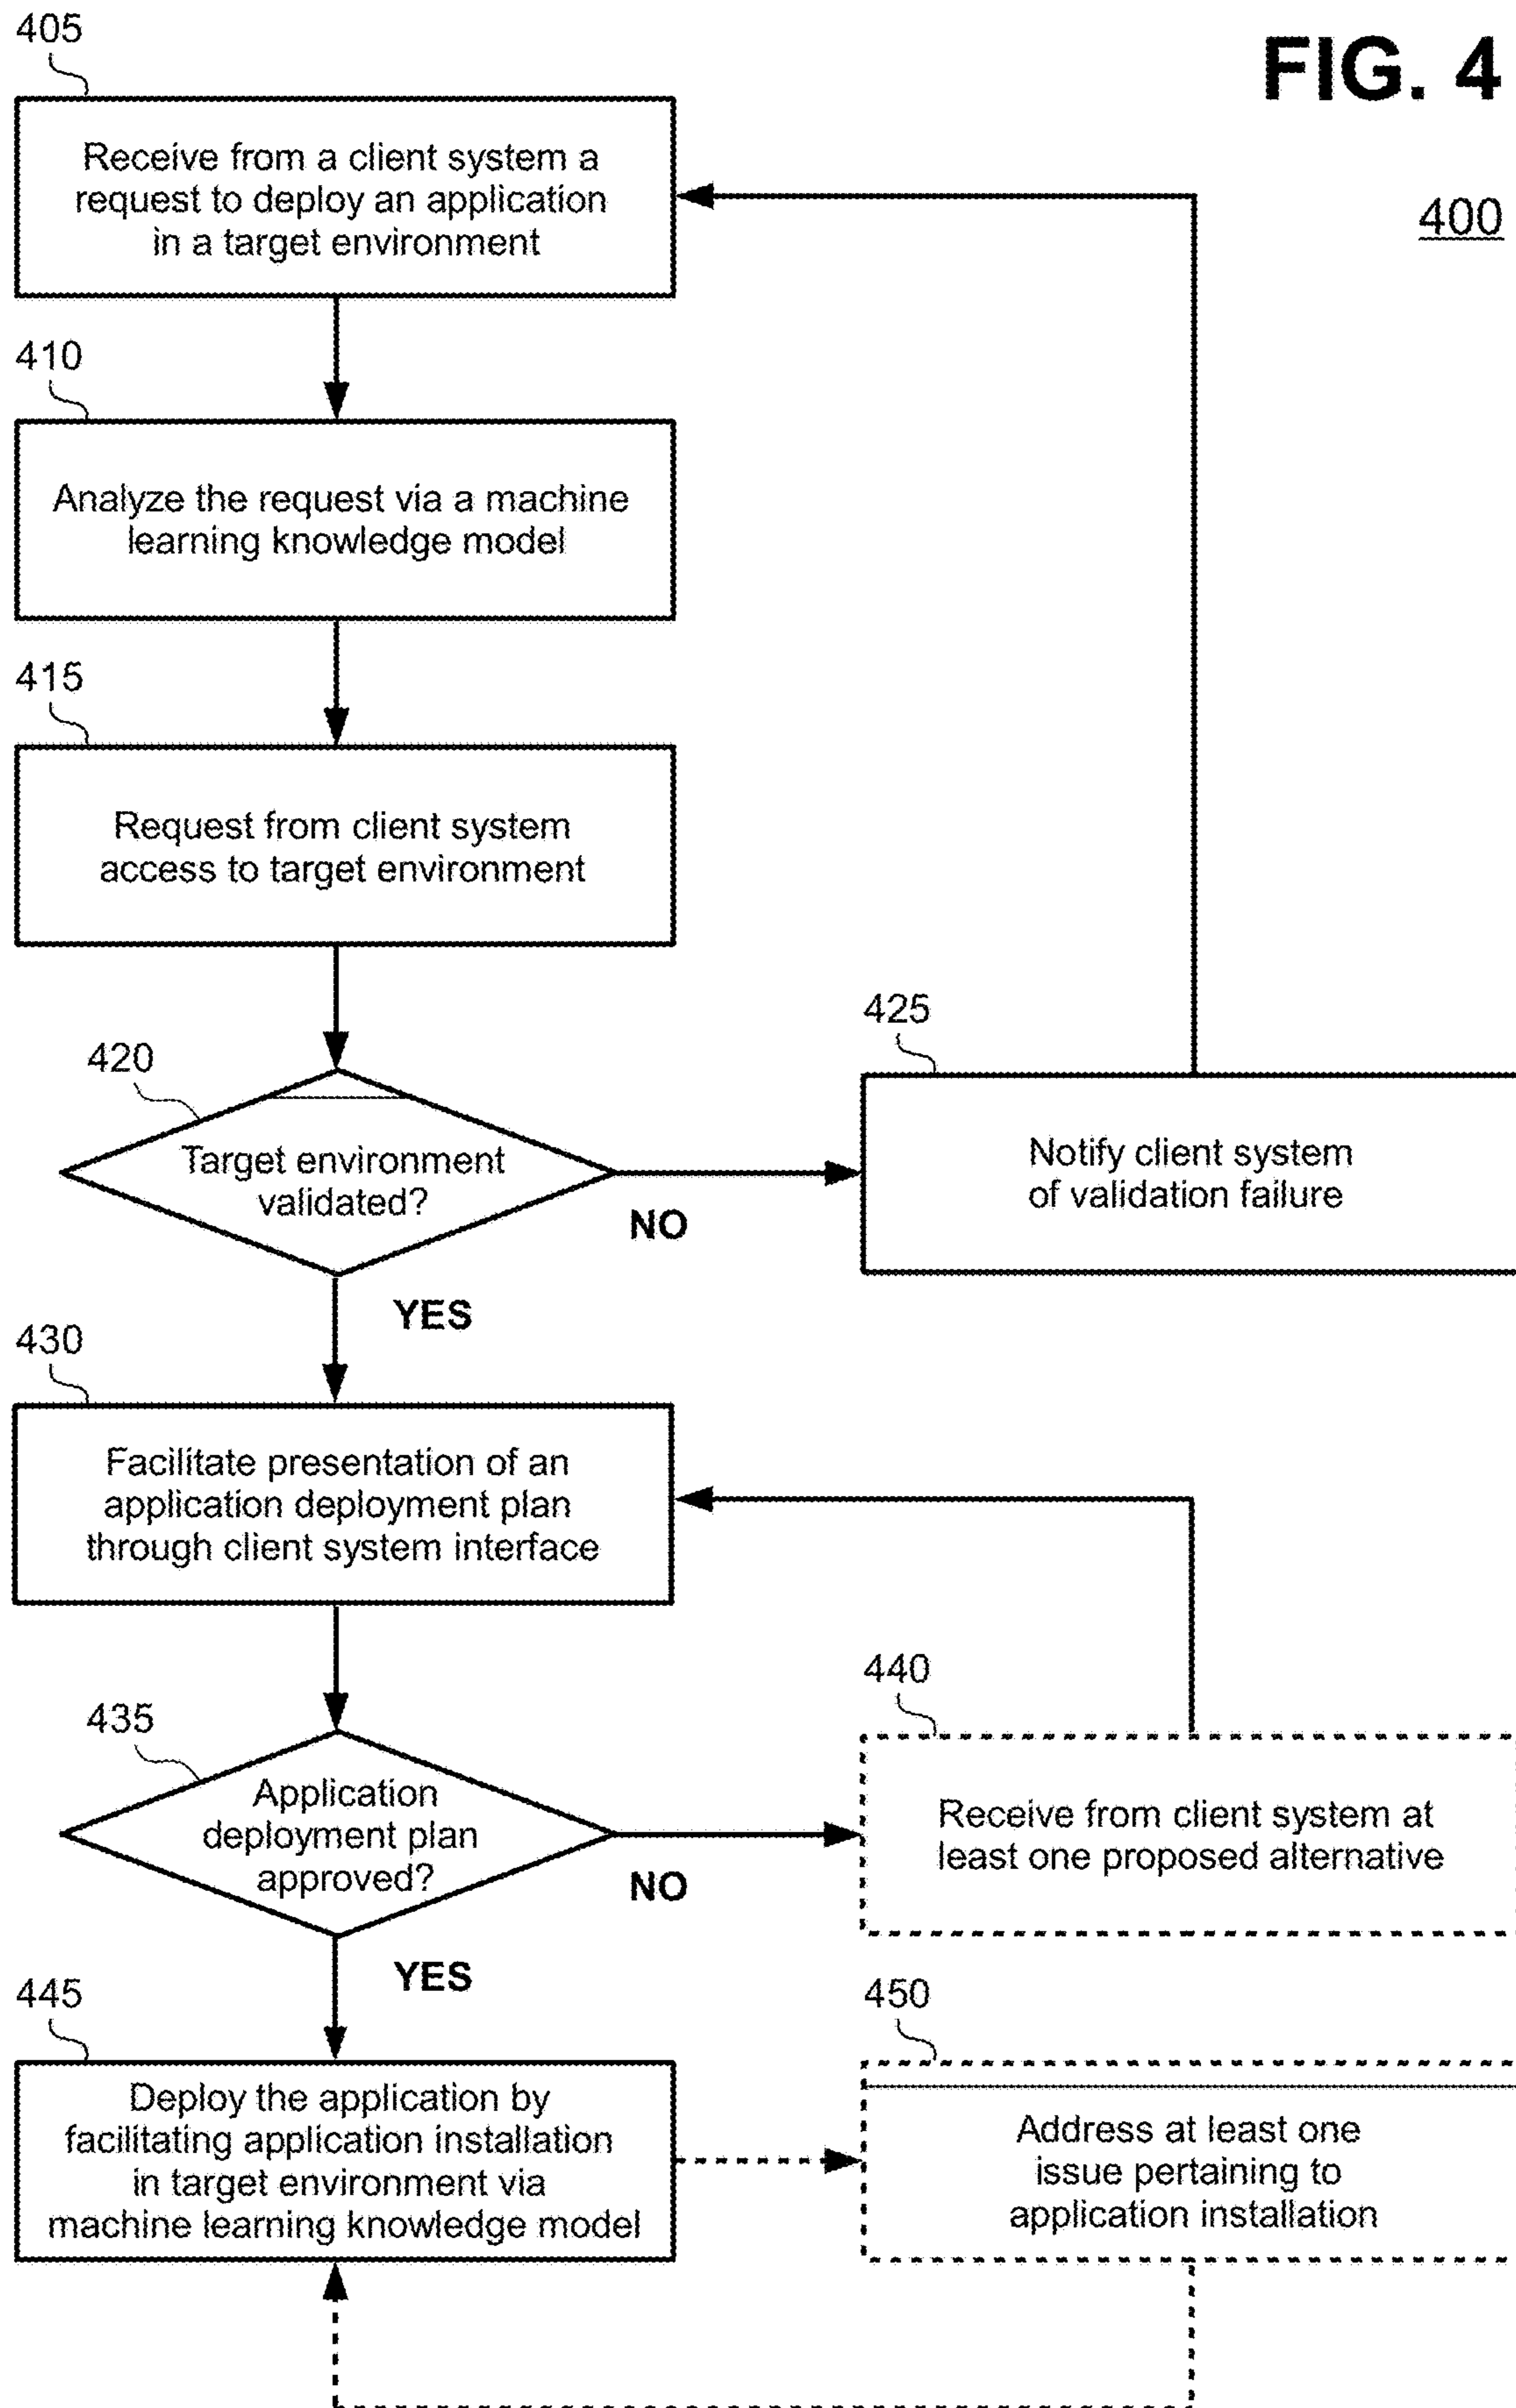 FIG. 4
400
405
Receive from a client system a
request to deploy an application
in a target environment
410
Analyze the request via a machine
learning knowledge model
415
Request from client system
access to target environment
420
Target environment
validated?
NO
YES
425
Notify client system
of validation failure
430
Facilitate presentation of an
application deployment plan
through client system interface
435
Application
deployment plan
approved?
NO
YES
440
Receive from client system at
least one proposed alternative
445
Deploy the application by
facilitating application installation
in target environment via
machine learning knowledge model
450
Address at least one
issue pertaining to
application installation